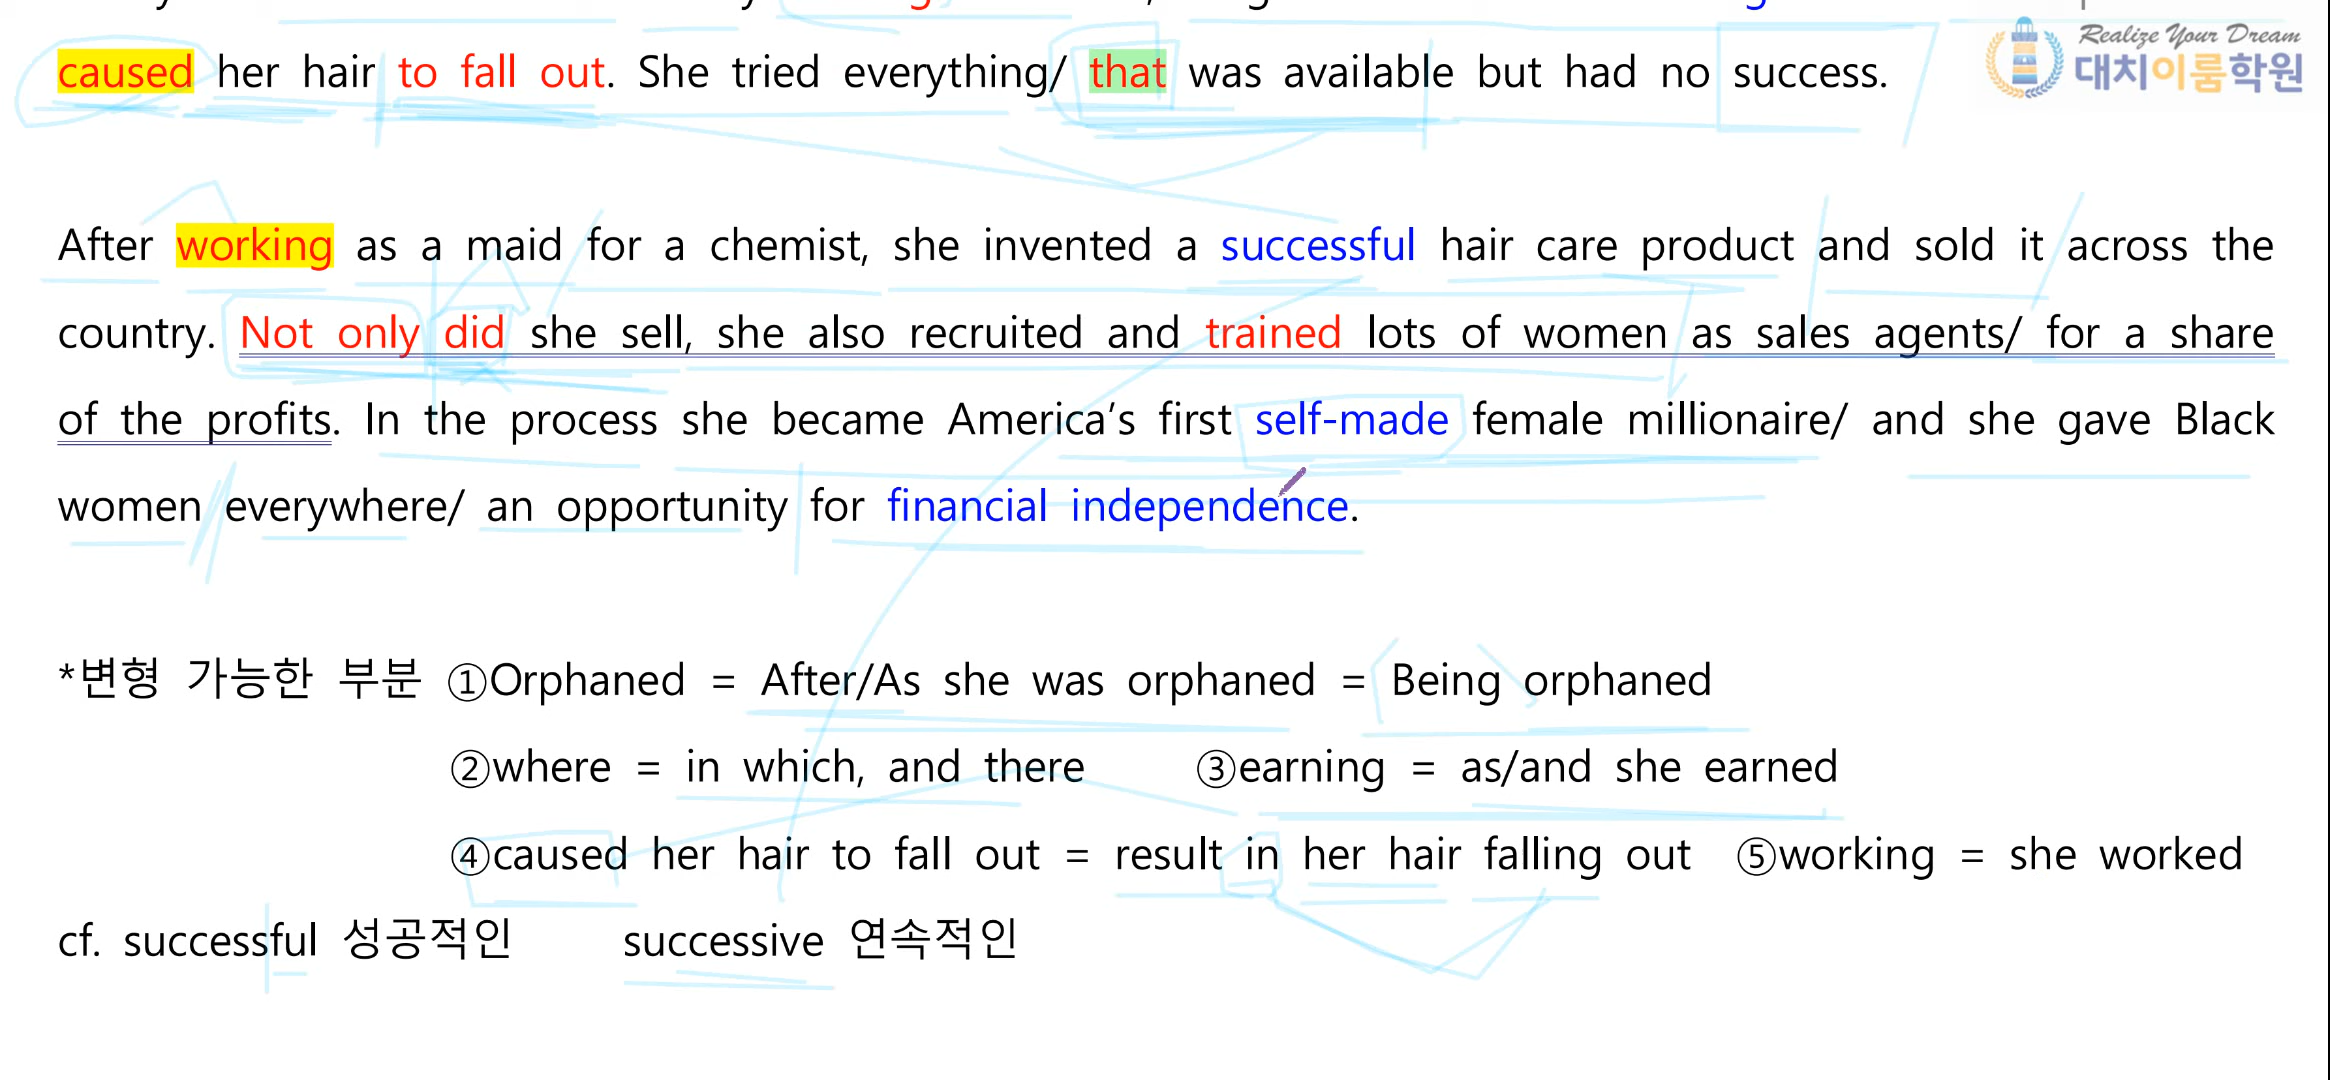 caused her hair to fall out. She tried everything/ that was available but had no success.
Realize Your Dream
대치이룸학원
After working as a maid for a chemist, she invented a successful hair care product and sold it across the
country. Not only did she sell, she also recruited and trained lots of women as sales agents/ for a share
of the profits. In the process she became America's first self-made female millionaire/ and she gave Black
women everywhere/ an opportunity for financial independence.
*변형 가능한 부분 ①Orphaned = After/As she was orphaned = Being orphaned
②where = in which, and there ③earning = as/and she earned
④caused her hair to fall out = result in her hair falling out ⑤working = she worked
cf. successful 성공적인 successive 연속적인